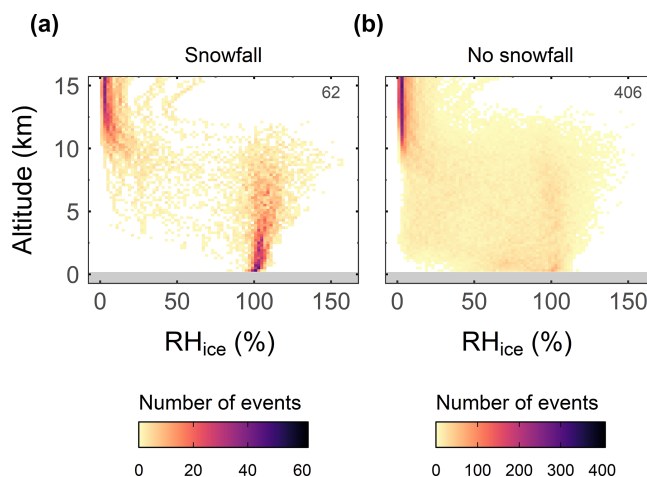 (a)
(b)
Snowfall
No snowfall
62
406
Altitude (km)
15
10
5
0
0 50 100 150
0 50 100 150
RHice (%)
RHice (%)
Number of events
Number of events
0 20 40 60
0 100 200 300 400